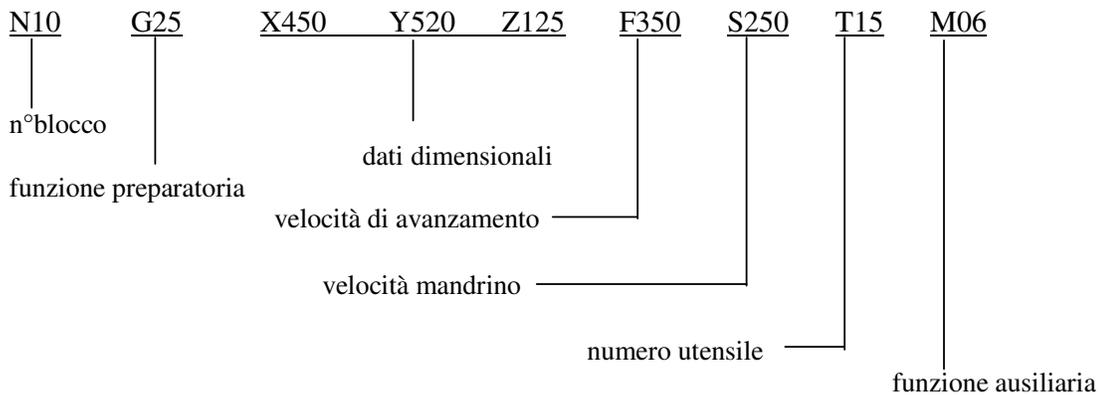 N10 G25 X450 Y520 Z125 F350 S250 T15 M06
n°blocco
dati dimensionali
funzione preparatoria
velocità di avanzamento
velocità mandrino
numero utensile
funzione ausiliaria